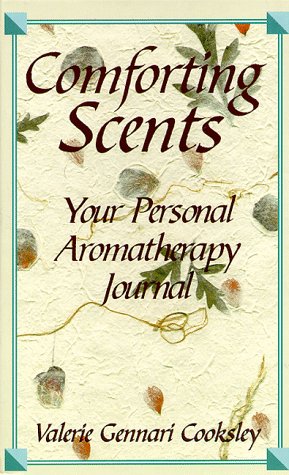 Comforting
Scents
Your Personal
Aromatherapy
Journal
Valerie Gennari Cooksley